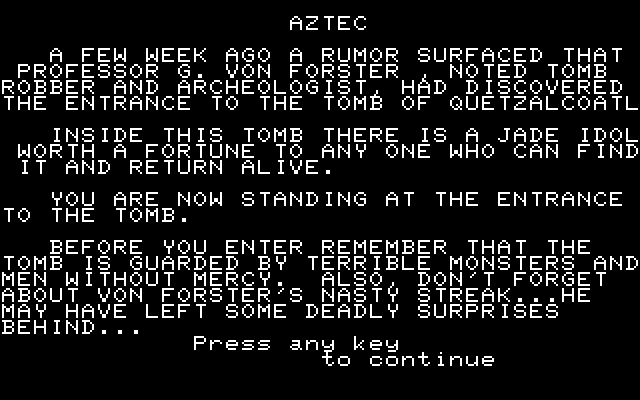 AZTEC
A FEW WEEK AGO A RUMOR SURFACED THAT
PROFESSOR G. VON FORSTER , NOTED TOMB
ROBBER AND ARCHEOLOGIST, HAD DISCOVERED
THE ENTRANCE TO THE TOMB OF QUETZALCOATL
INSIDE THIS TOMB THERE IS A JADE IDOL
WORTH A FORTUNE TO ANY ONE WHO CAN FIND
IT AND RETURN ALIVE.
YOU ARE NOW STANDING AT THE ENTRANCE
TO THE TOMB.
BEFORE YOU ENTER REMEMBER THAT THE
TOMB IS GUARDED BY TERRIBLE MONSTERS AND
MEN WITHOUT MERCY. ALSO, DON'T FORGET
ABOUT VON FORSTER'S NASTY STREAK...HE
MAY HAVE LEFT SOME DEADLY SURPRISES
BEHIND...
Press any key
to continue